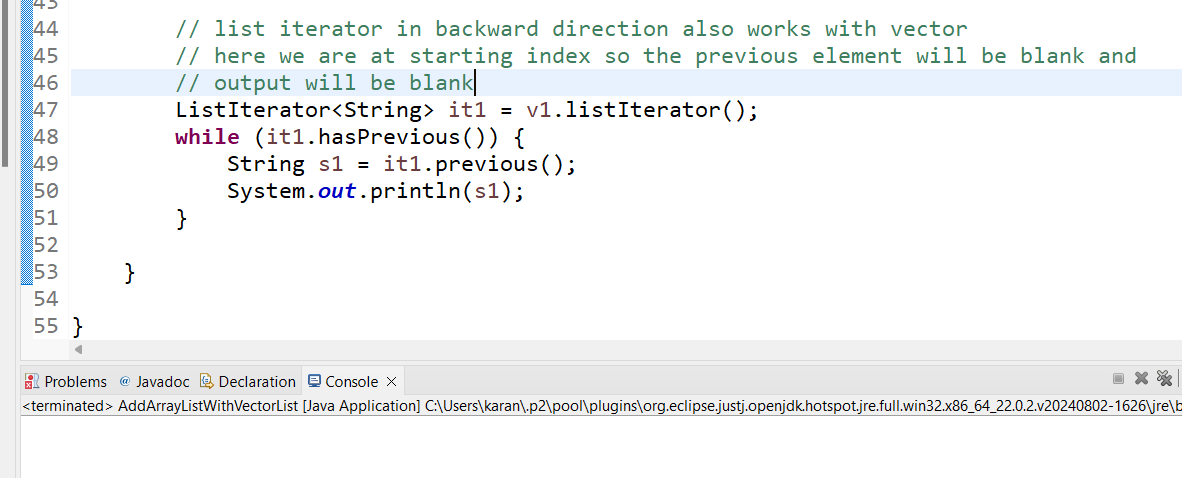 43
44 // list iterator in backward direction also works with vector
45 // here we are at starting index so the previous element will be blank and
46 // output will be blank
47 ListIterator<String> it1 = v1.listIterator();
48 while (it1.hasPrevious()) {
49 String s1 = it1.previous();
50 System.out.println(s1);
51 }
52
53 }
54
55 }
Problems @ Javadoc Declaration Console
<terminated> AddArrayListWithVectorList [Java Application] C:\Users\karan\.p2\pool\plugins\org.eclipse.justj.openjdk.hotspot.jre.full.win32.x86_64_22.0.2.v20240802-1626\jre\b